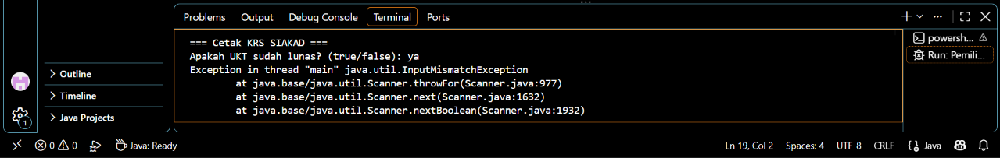 Problems Output Debug Console Terminal Ports
=== Cetak KRS SIAKAD ===
Apakah UKT sudah lunas? (true/false): ya
Exception in thread "main" java.util.InputMismatchException
at java.base/java.util.Scanner.throwFor(Scanner.java:977)
at java.base/java.util.Scanner.next(Scanner.java:1632)
at java.base/java.util.Scanner.nextBoolean(Scanner.java:1932)
powersh...
Run: Pemili...
Outline
Timeline
Java Projects
1
0 0 Java: Ready Ln 19, Col 2 Spaces: 4 UTF-8 CRLF Java